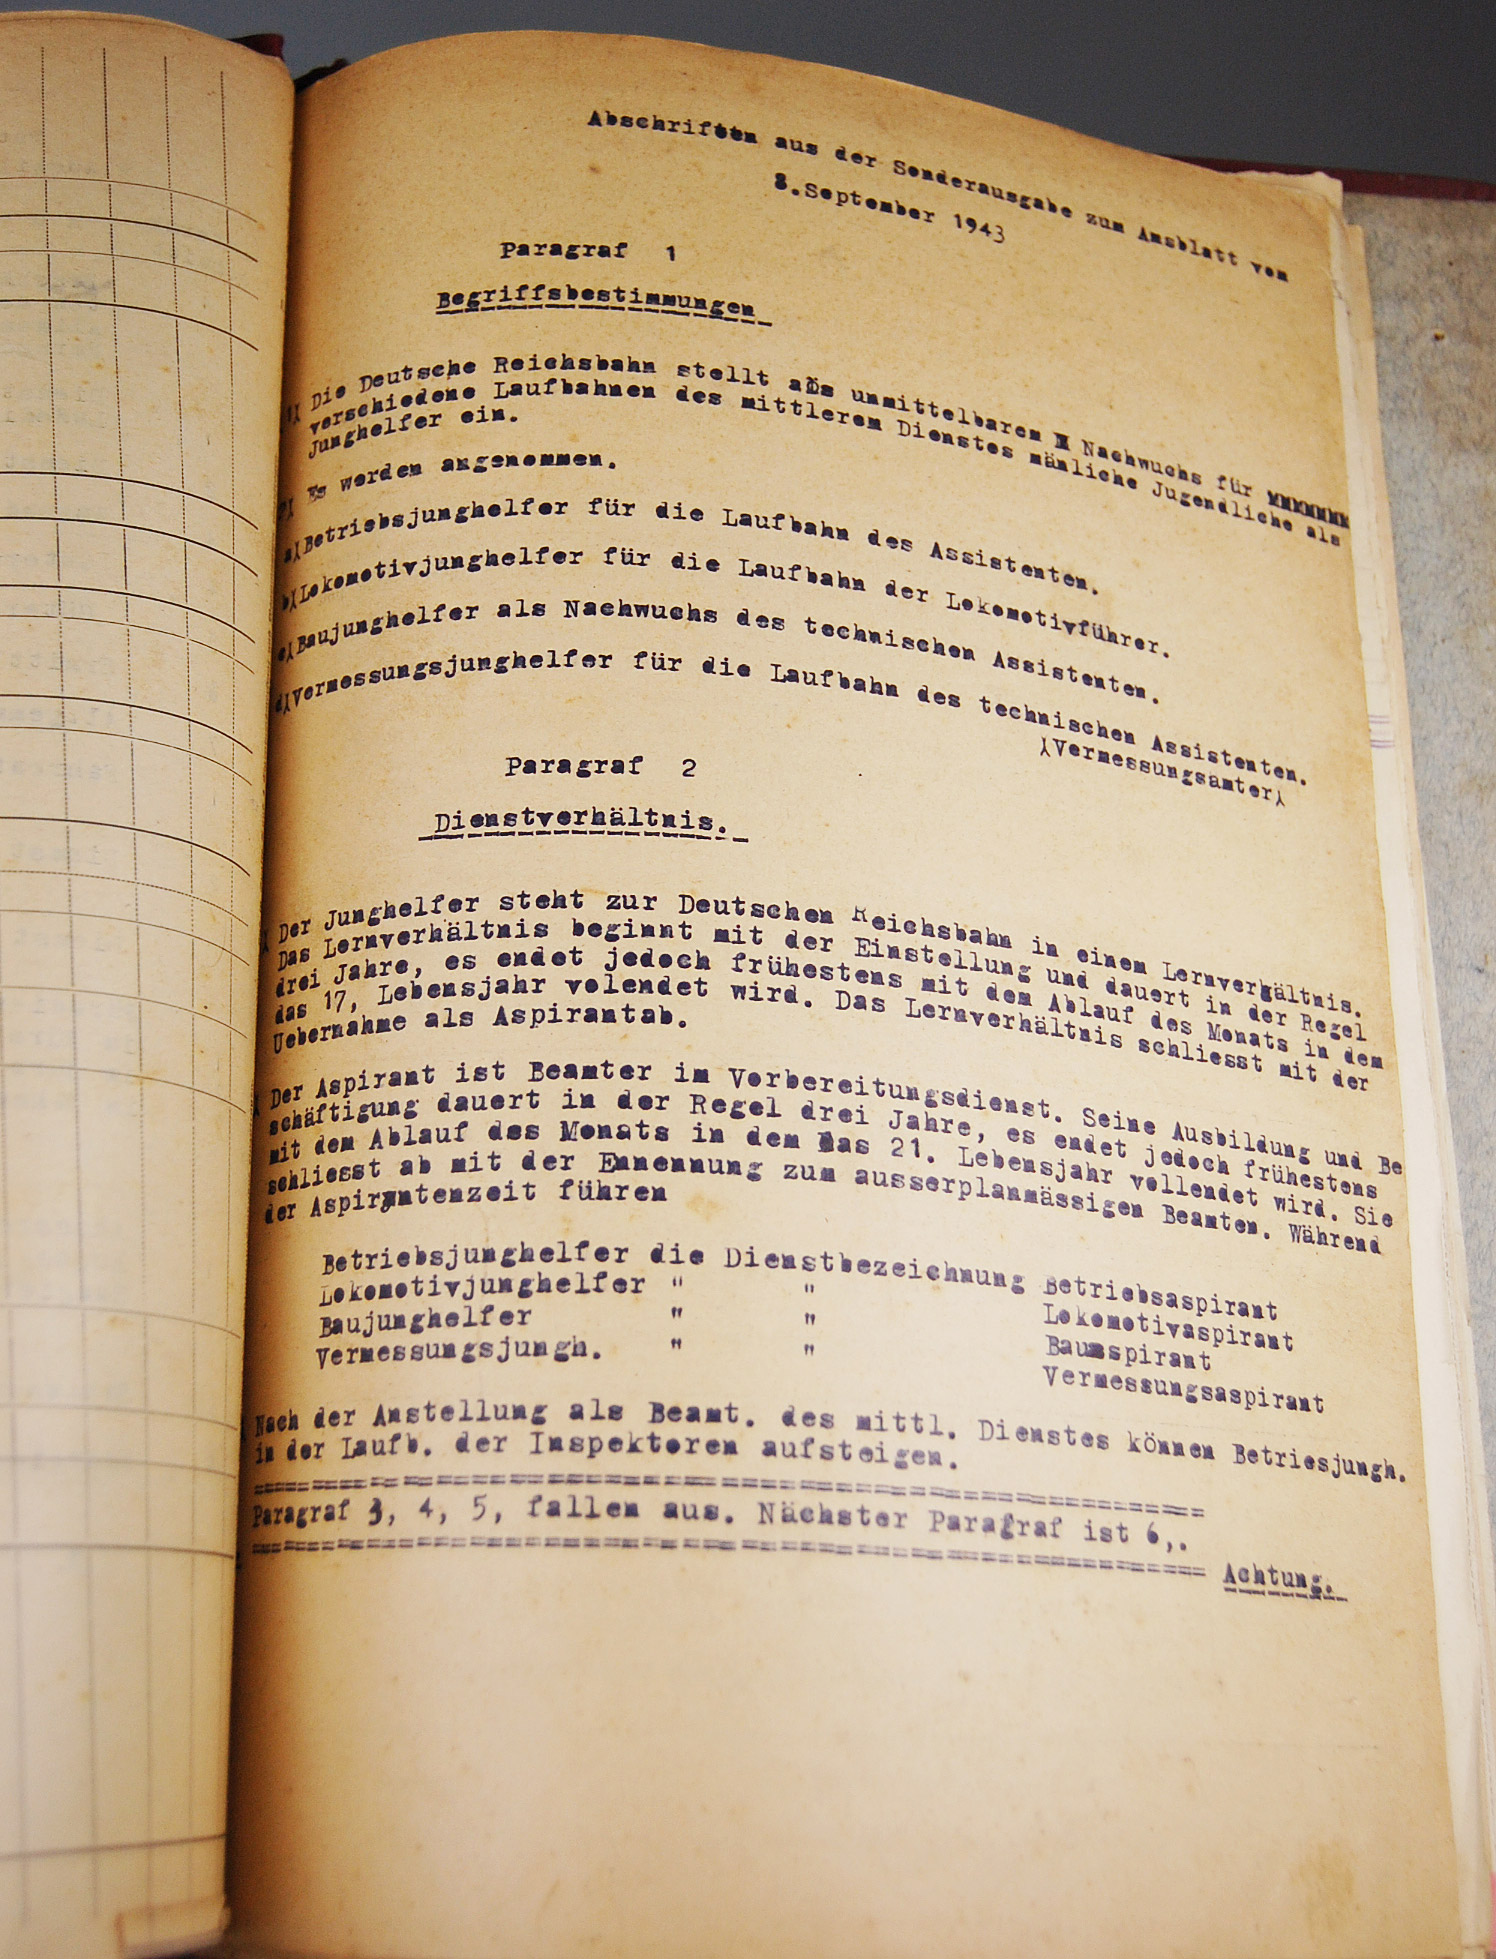 Abschriften aus der Sonderausgabe zum Amsblatt vom
8.September 1943
Paragraf 1
Begriffsbestimmungen
1) Die Deutsche Reichsbahn stellt als unmittelbaren Nachwuchs für
verschiedene Laufbahnen des mittleren Dienstes mänliche Jugendliche als
Junghelfer ein.
2) Es werden angenommen.
a)Betriebsjunghelfer für die Laufbahn des Assistenten.
b)Lokomotivjunghelfer für die Laufbahn der Lokomotivführer.
c)Baujunghelfer als Nachwuchs des technischen Assistenten.
d)Vermessungsjunghelfer für die Laufbahn des technischen Assistenten.
)Vermessungsamter)
Paragraf 2
Dienstverhältnis.
) Der Junghelfer steht zur Deutschen Reichsbahn in einem Lernverhältnis.
Das Lernverhältnis beginnt mit der Einstellung und dauert in der Regel
drei Jahre, es endet jedoch frühestens mit dem Ablauf des Monats in dem
das 17, Lebensjahr volendet wird. Das Lernverhältnis schliesst mit der
Uebernahme als Aspirantab.
) Der Aspirant ist Beamter im Vorbereitungsdienst. Seine Ausbildung und Be
schäftigung dauert in der Regel drei Jahre, es endet jedoch frühestens
mit dem Ablauf des Monats in dem das 21. Lebensjahr vollendet wird. Sie
schliesst ab mit der Ennennung zum ausserplanmässigen Beamten. Während
der Aspirantenzeit führen
Betriebsjunghelfer die Dienstbezeichnung Betriebsaspirant
Lokomotivjunghelfer " " Lokomotivaspirant
Baujunghelfer " " Bauaspirant
Vermessungsjungh. " " Vermessungsaspirant
Nach der Anstellung als Beamt. des mittl. Dienstes können Betriesjungh.
in der Laufb. der Inspektoren aufsteigen.
Paragraf 3, 4, 5, fallen aus. Nächster Paragraf ist 6,.
Achtung.